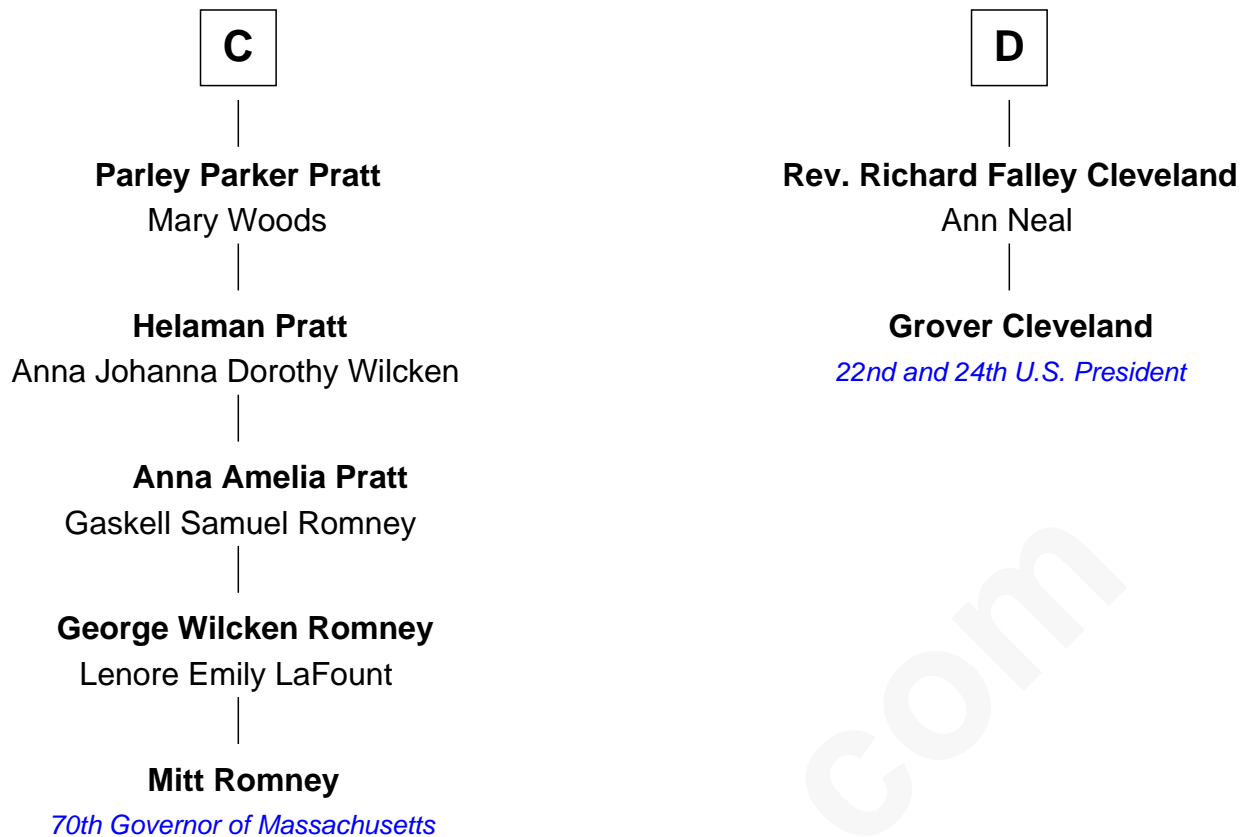 C
Parley Parker Pratt
Mary Woods
Helaman Pratt
Anna Johanna Dorothy Wilcken
Anna Amelia Pratt
Gaskell Samuel Romney
George Wilcken Romney
Lenore Emily LaFount
Mitt Romney
70th Governor of Massachusetts
D
Rev. Richard Falley Cleveland
Ann Neal
Grover Cleveland
22nd and 24th U.S. President
com